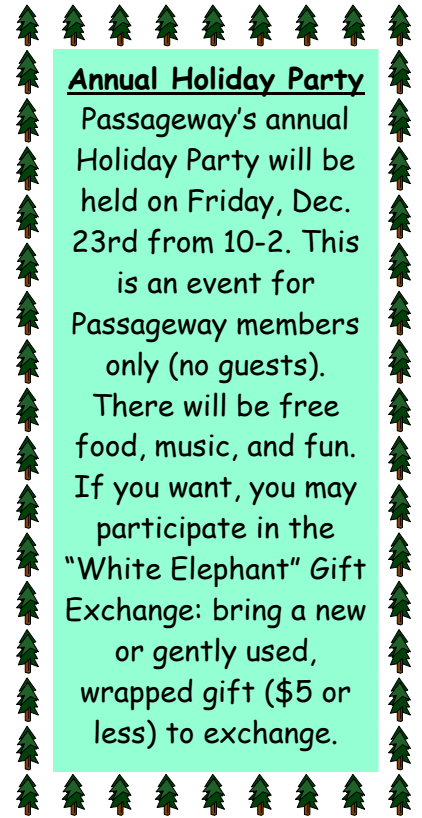 Annual Holiday Party
Passageway’s annual
Holiday Party will be
held on Friday, Dec.
23rd from 10-2. This
is an event for
Passageway members
only (no guests).
There will be free
food, music, and fun.
If you want, you may
participate in the
“White Elephant” Gift
Exchange: bring a new
or gently used,
wrapped gift ($5 or
less) to exchange.